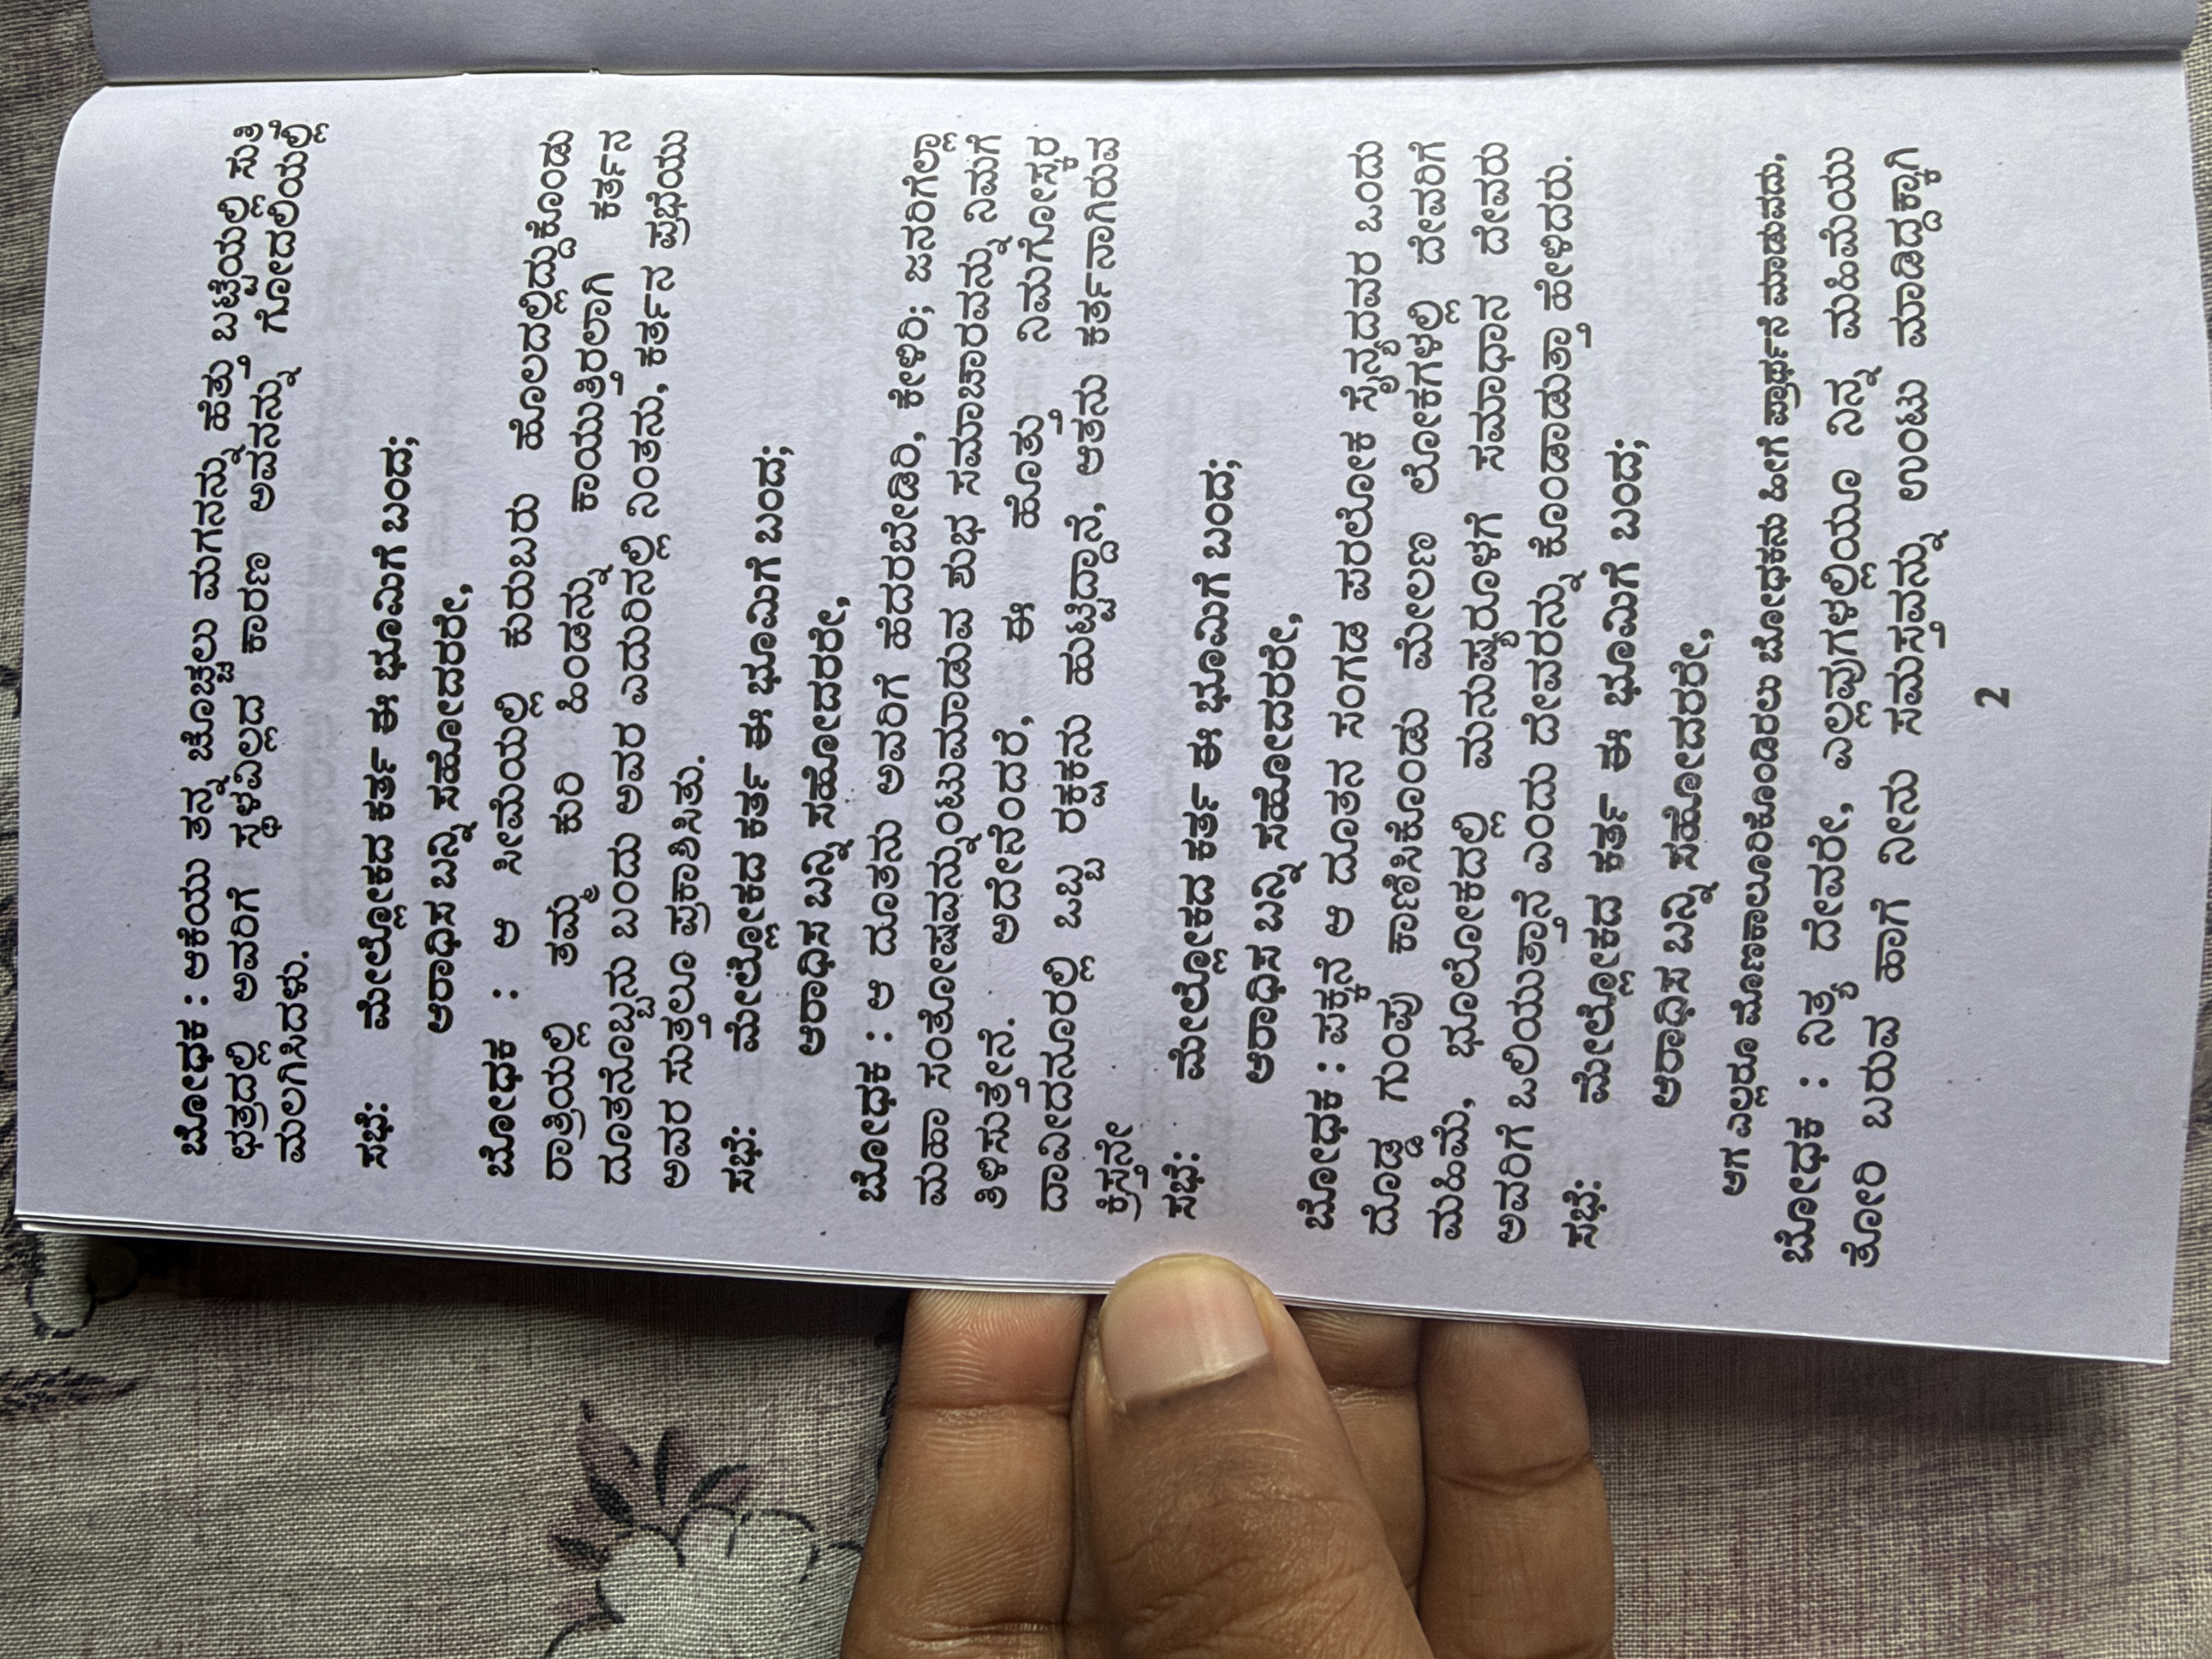 ಬೋಧಕ : ಆಕೆಯು ತನ್ನ ಚೊಚ್ಚಲು ಮಗನನ್ನು ಹೆತ್ತು ಬಟ್ಟೆಯಲ್ಲಿ ಸುತ್ತಿ
ಛತ್ರದಲ್ಲಿ ಅವರಿಗೆ ಸ್ಥಳವಿಲ್ಲದ ಕಾರಣ ಅವನನ್ನು ಗೋದಲಿಯಲ್ಲಿ
ಮಲಗಿಸಿದಳು.
ಸಭೆ: ಮೇಲ್ಲೋಕದ ಕರ್ತ ಈ ಭೂಮಿಗೆ ಬಂದ;
ಆರಾಧಿಸ ಬನ್ನಿ ಸಹೋದರರೇ,
ಬೋಧಕ : ಆ ಸೀಮೆಯಲ್ಲಿ ಕುರುಬರು ಹೊಲದಲ್ಲಿದ್ದುಕೊಂಡು
ರಾತ್ರಿಯಲ್ಲಿ ತಮ್ಮ ಕುರಿ ಹಿಂಡನ್ನು ಕಾಯುತ್ತಿರಲಾಗಿ ಕರ್ತನ
ದೂತನೊಬ್ಬನು ಬಂದು ಅವರ ಎದುರಿನಲ್ಲಿ ನಿಂತನು, ಕರ್ತನ ಪ್ರಭೆಯು
ಅವರ ಸುತ್ತಲೂ ಪ್ರಕಾಶಿಸಿತು.
ಸಭೆ: ಮೇಲ್ಲೋಕದ ಕರ್ತ ಈ ಭೂಮಿಗೆ ಬಂದ;
ಆರಾಧಿಸ ಬನ್ನಿ ಸಹೋದರರೇ,
ಬೋಧಕ : ಆ ದೂತನು ಅವರಿಗೆ ಹೆದರಬೇಡಿರಿ, ಕೇಳಿರಿ; ಜನರಿಗೆಲ್ಲಾ
ಮಹಾ ಸಂತೋಷವನ್ನುಂಟುಮಾಡುವ ಶುಭ ಸಮಾಚಾರವನ್ನು ನಿಮಗೆ
ತಿಳಿಸುತ್ತೇನೆ. ಅದೇನೆಂದರೆ, ಈ ಹೊತ್ತು ನಿಮಗೋಸ್ಕರ
ದಾವೀದನೂರಲ್ಲಿ ಒಬ್ಬ ರಕ್ಷಕನು ಹುಟ್ಟಿದ್ದಾನೆ, ಆತನು ಕರ್ತನಾಗಿರುವ
ಕ್ರಿಸ್ತನೇ
ಸಭೆ: ಮೇಲ್ಲೋಕದ ಕರ್ತ ಈ ಭೂಮಿಗೆ ಬಂದ;
ಆರಾಧಿಸ ಬನ್ನಿ ಸಹೋದರರೇ,
ಬೋಧಕ : ಪಕ್ಕನೆ ಆ ದೂತನ ಸಂಗಡ ಪರಲೋಕ ಸೈನ್ಯದವರ ಒಂದು
ದೊಡ್ಡ ಗುಂಪು ಕಾಣಿಸಿಕೊಂಡು ಮೇಲಣ ಲೋಕಗಳಲ್ಲಿ ದೇವರಿಗೆ
ಮಹಿಮೆ, ಭೂಲೋಕದಲ್ಲಿ ಮನುಷ್ಯರೂಳಗೆ ಸಮಾಧಾನ ದೇವರು
ಅವರಿಗೆ ಒಲಿಯುತ್ತಾನೆ ಎಂದು ದೇವರನ್ನು ಕೊಂಡಾಡುತ್ತಾ ಹೇಳಿದರು.
ಸಭೆ: ಮೇಲ್ಲೋಕದ ಕರ್ತ ಈ ಭೂಮಿಗೆ ಬಂದ;
ಆರಾಧಿಸ ಬನ್ನಿ ಸಹೋದರರೇ,
ಆಗ ಎಲ್ಲರೂ ಮೊಣಕಾಲೂರಿಕೊಂಡಿರಲು ಬೋಧಕನು ಹೀಗೆ ಪ್ರಾರ್ಥನೆ ಮಾಡುವದು,
ಬೋಧಕ : ನಿತ್ಯ ದೇವರೇ, ಎಲ್ಲವುಗಳಲ್ಲಿಯೂ ನಿನ್ನ ಮಹಿಮೆಯು
ತೋರಿ ಬರುವ ಹಾಗೆ ನೀನು ಸಮಸ್ತವನ್ನು ಉಂಟು ಮಾಡಿದ್ದಕ್ಕಾಗಿ
2